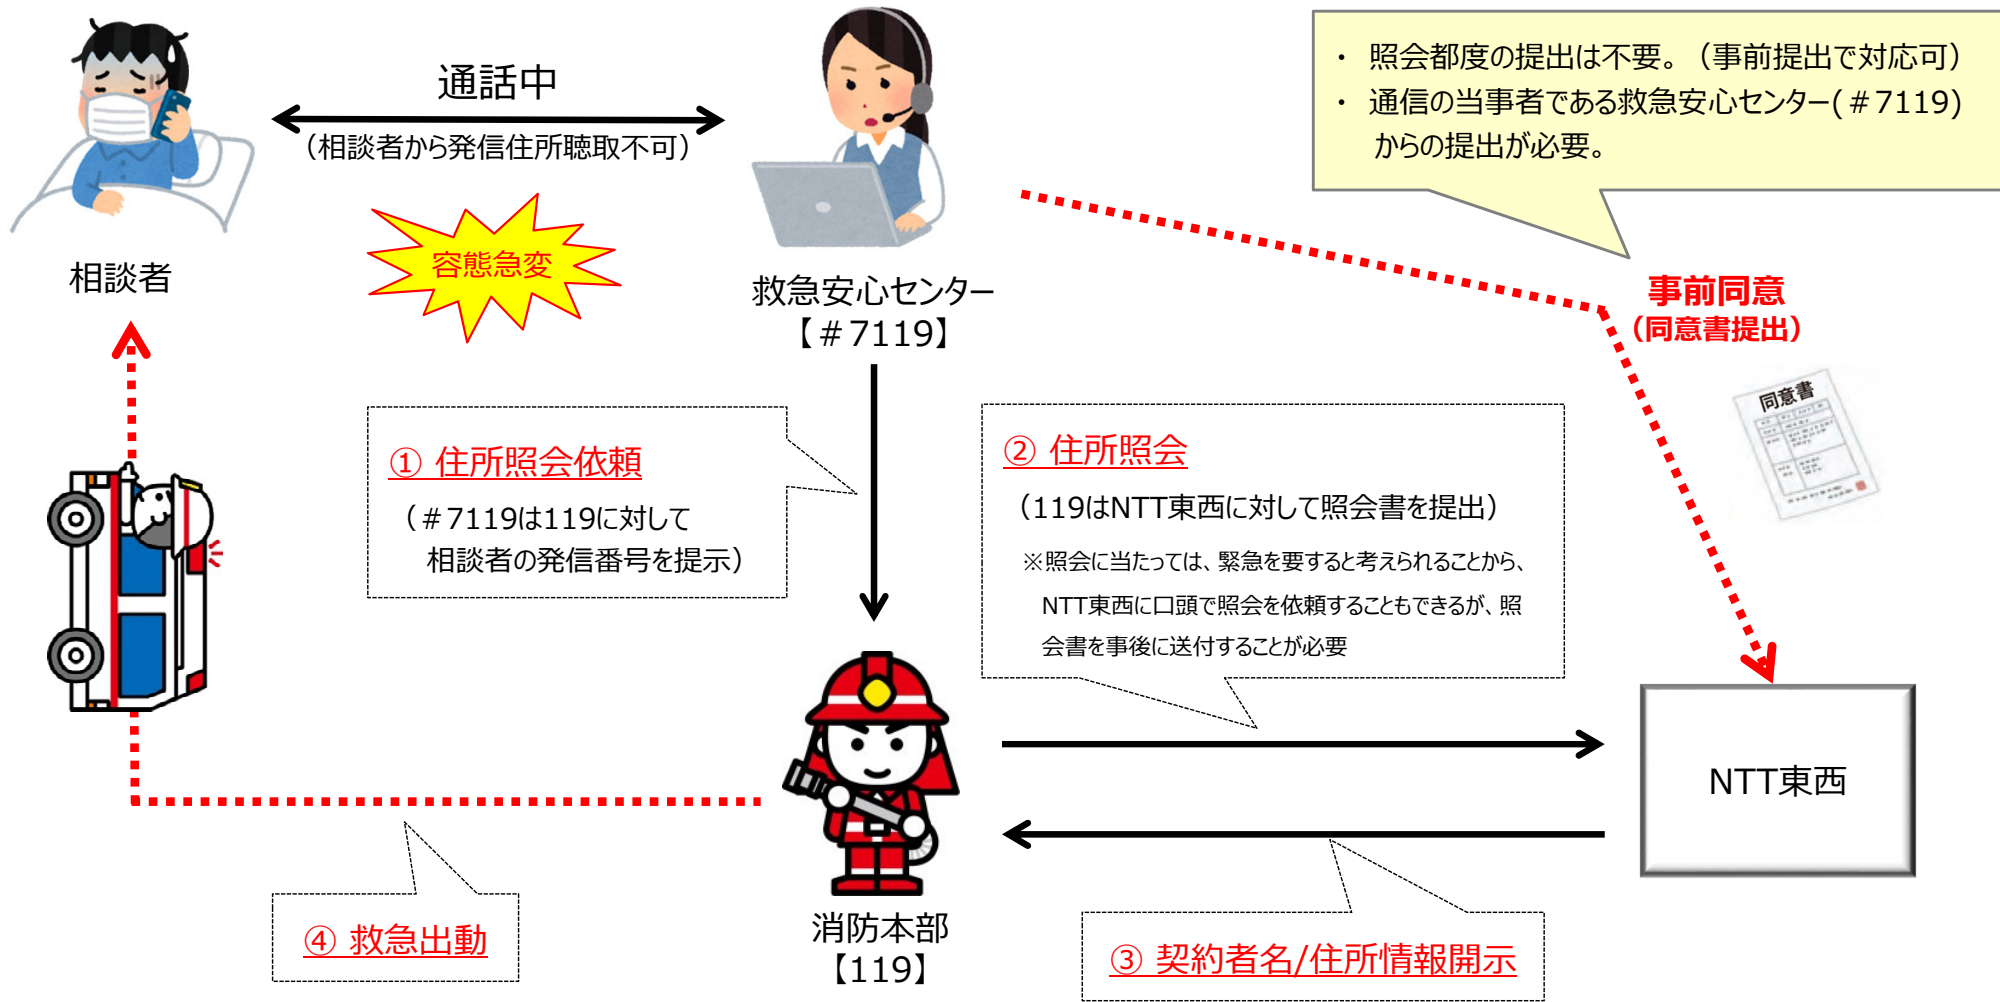 通話中
（相談者から発信住所聴取不可）
・ 照会都度の提出は不要。（事前提出で対応可）
・ 通信の当事者である救急安心センター(＃7119)
からの提出が必要。
容態急変
相談者
救急安心センター
【＃7119】
事前同意
（同意書提出）
同意書
① 住所照会依頼
（＃7119は119に対して
相談者の発信番号を提示）
② 住所照会
（119はNTT東西に対して照会書を提出）
※照会に当たっては、緊急を要すると考えられることから、
NTT東西に口頭で照会を依頼することもできるが、照
会書を事後に送付することが必要
NTT東西
④ 救急出動
消防本部
【119】
③ 契約者名/住所情報開示